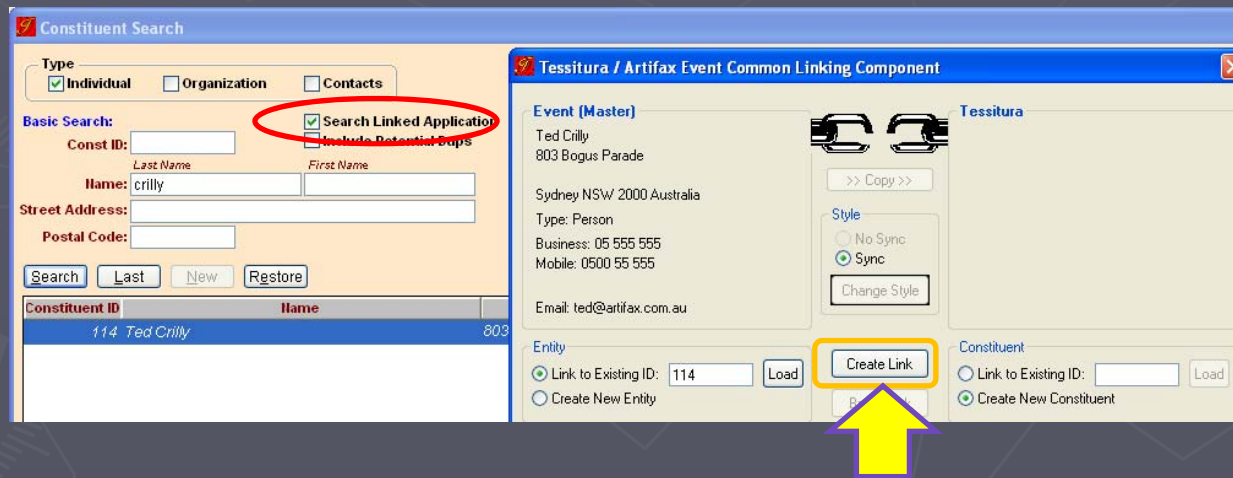 Constituent Search
Type
Individual Organization Contacts
Basic Search:
Search Linked Application
Include Potential Dups
Const ID:
Last Name First Name
Name: crilly
Street Address:
Postal Code:
Search Last New Restore
Constituent ID Name
114 Ted Crilly 803
Tessitura / Artifax Event Common Linking Component
Event (Master)
Ted Crilly
803 Bogus Parade
Sydney NSW 2000 Australia
Type: Person
Business: 05 555 555
Mobile: 0500 55 555
Email: ted@artifax.com.au
>> Copy >>
Style
No Sync
Sync
Change Style
Tessitura
Entity
Link to Existing ID: 114 Load
Create New Entity
Create Link
Constituent
Link to Existing ID: Load
Create New Constituent